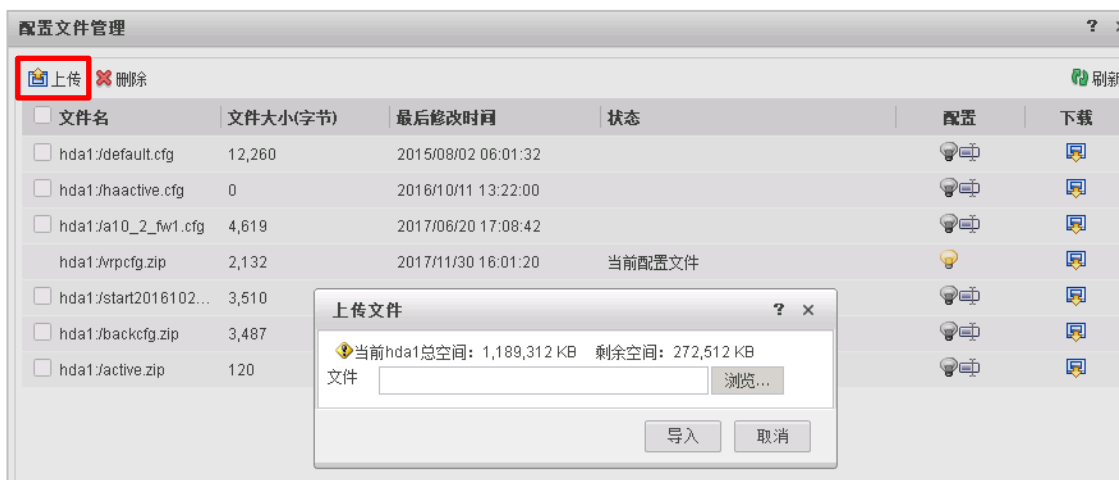 配置文件管理 ?
上传 删除 刷新
文件名 文件大小(字节) 最后修改时间 状态 配置 下载
hda1:/default.cfg 12,260 2015/08/02 06:01:32
hda1:/haactive.cfg 0 2016/10/11 13:22:00
hda1:/a10_2_fw1.cfg 4,619 2017/06/20 17:08:42
hda1:/vrpcfg.zip 2,132 2017/11/30 16:01:20 当前配置文件
hda1:/start2016102... 3,510
hda1:/backcfg.zip 3,487
hda1:/active.zip 120
上传文件 ? ×
当前hda1总空间：1,189,312 KB 剩余空间：272,512 KB
文件 浏览...
导入 取消